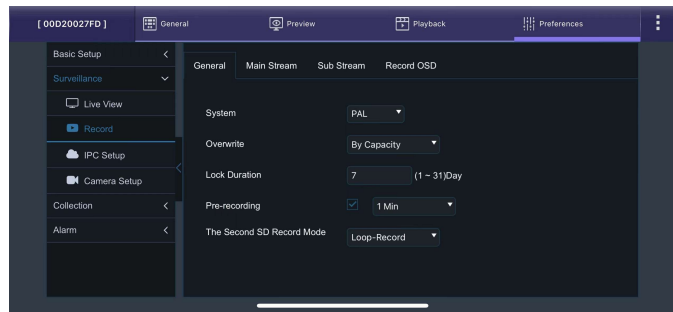 [ 00D20027FD ] General Preview Playback Preferences
Basic Setup
Surveillance
Live View
Record
IPC Setup
Camera Setup
Collection
Alarm
General Main Stream Sub Stream Record OSD
System PAL
Overwrite By Capacity
Lock Duration 7 (1 ~ 31)Day
Pre-recording 1 Min
The Second SD Record Mode Loop-Record